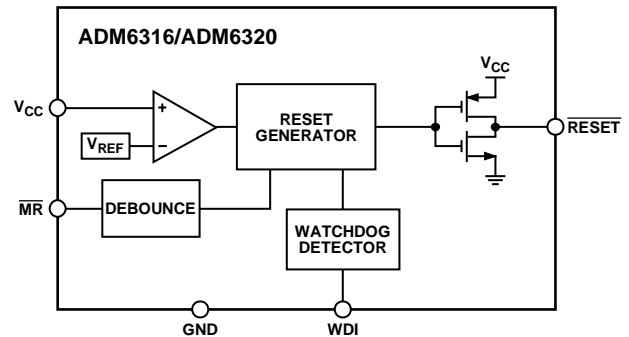 ADM6316/ADM6320
VCC
VCC
+
RESET
GENERATOR
RESET
VREF
−
MR
DEBOUNCE
WATCHDOG
DETECTOR
GND
WDI